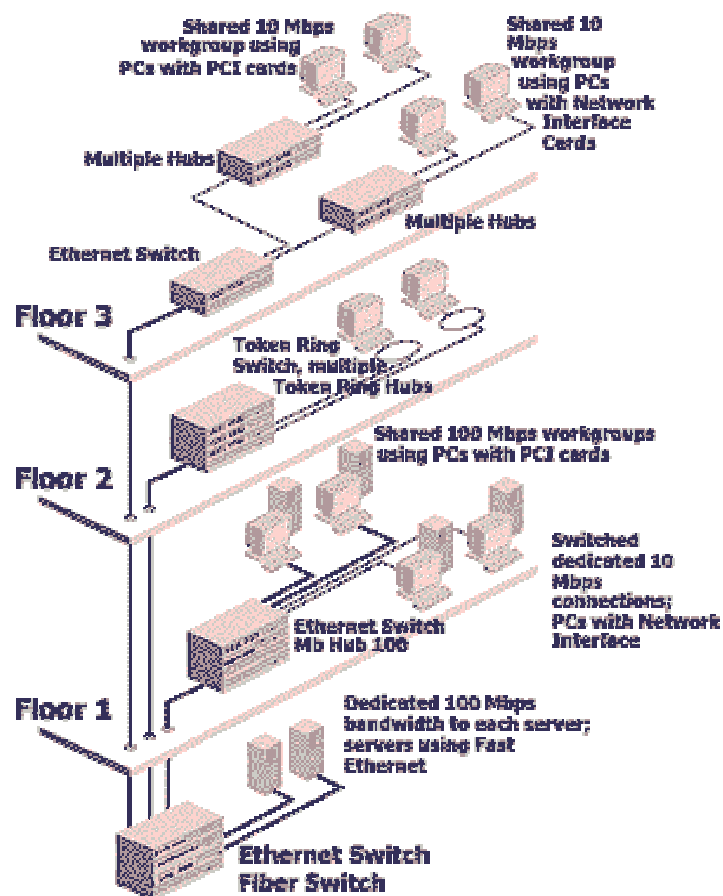 Shared 10 Mbps
workgroup using
PCs with PCI cards
Shared 10
Mbps
workgroup
using PCs
with Network
Interface
Cards
Multiple Hubs
Multiple Hubs
Ethernet Switch
Floor 3
Token Ring
Switch, multiple
Token Ring Hubs
Shared 100 Mbps workgroups
using PCs with PCI cards
Floor 2
Switched
dedicated 10
Mbps
connections;
PCs with Network
Interface
Ethernet Switch
Mb Hub 100
Floor 1
Dedicated 100 Mbps
bandwidth to each server;
servers using Fast
Ethernet
Ethernet Switch
Fiber Switch